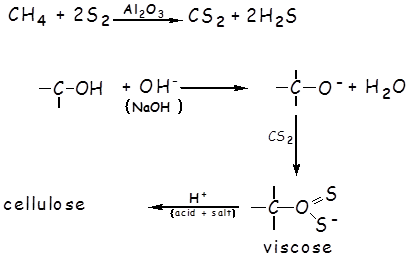 CH4 + 2S2 Al2O3 CS2 + 2H2S
-C-OH + OH- (NaOH) -C-O- + H2O
CS2
cellulose H+ (acid + salt) -C-O S S-
viscose